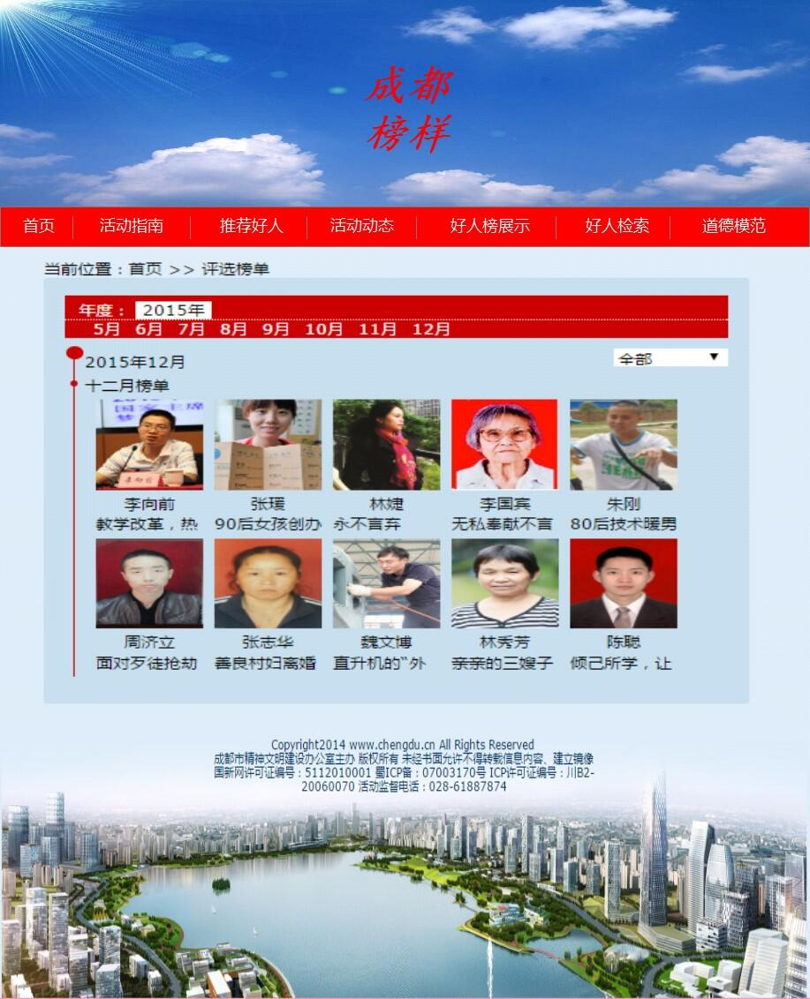 成都
榜样
首页 活动指南 推荐好人 活动动态 好人榜展示 好人检索 道德模范
当前位置：首页 >> 评选榜单
年度： 2015年
5月 6月 7月 8月 9月 10月 11月 12月
2015年12月 全部
十二月榜单
国家主席
李向前
李向前 张瑗 林婕 李国宾 朱刚
教学改革，热 90后女孩创办 永不言弃 无私奉献不言 80后技术暖男
周济立 张志华 魏文博 林秀芳 陈聪
面对歹徒抢劫 善良村妇离婚 直升机的“外 亲亲的三嫂子 倾己所学，让
Copyright2014 www.chengdu.cn All Rights Reserved
成都市精神文明建设办公室主办 版权所有 未经书面允许不得转载信息内容、建立镜像
国新网许可证编号：5112010001 蜀ICP备：07003170号 ICP许可证编号：川B2-
20060070 活动监督电话：028-61887874